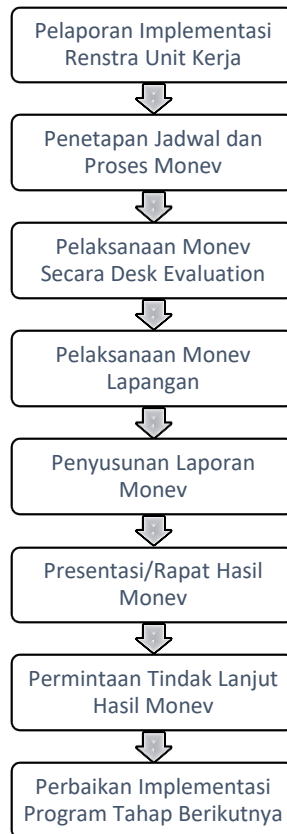 Pelaporan Implementasi
Renstra Unit Kerja
Penetapan Jadwal dan
Proses Monev
Pelaksanaan Monev
Secara Desk Evaluation
Pelaksanaan Monev
Lapangan
Penyusunan Laporan
Monev
Presentasi/Rapat Hasil
Monev
Permintaan Tindak Lanjut
Hasil Monev
Perbaikan Implementasi
Program Tahap Berikutnya